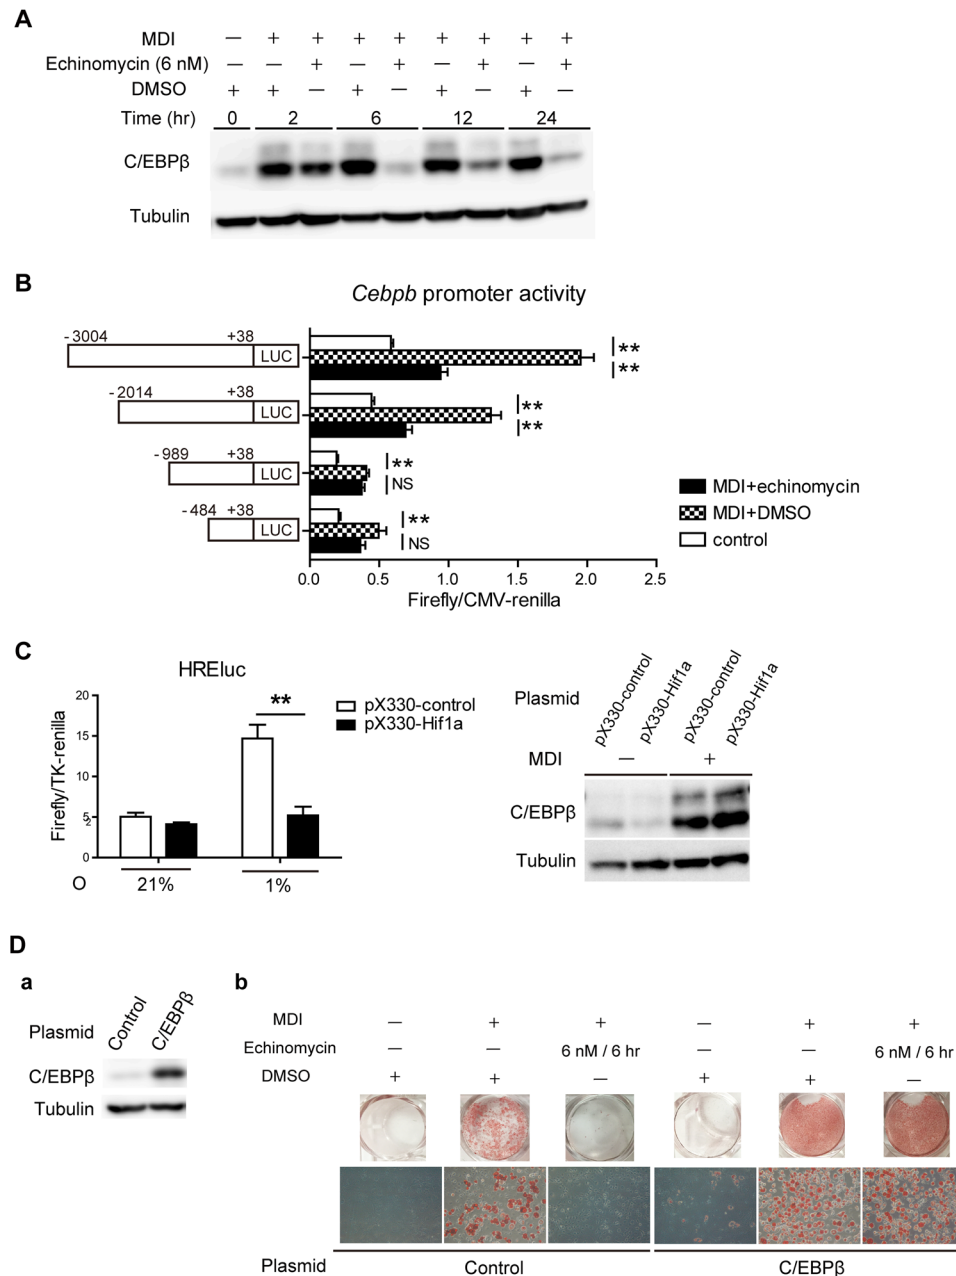 A
MDI — + + + + + + + +
Echinomycin (6 nM) — — + — + — + — +
DMSO + + — + — + — + —
Time (hr) 0 2 6 12 24
C/EBPβ
Tubulin
B
Cebpb promoter activity
-3004 +38
LUC
**
**
-2014 +38
LUC
**
**
-989 +38
LUC
**
NS
-484 +38
LUC
**
NS
MDI+echinomycin
MDI+DMSO
control
0.0 0.5 1.0 1.5 2.0 2.5
Firefly/CMV-renilla
C
HREluc
Firefly/TK-renilla
20
15
10
5
2
0
**
pX330-control
pX330-Hif1a
O 21% 1%
Plasmid pX330-control pX330-Hif1a pX330-control pX330-Hif1a
MDI — +
C/EBPβ
Tubulin
D
a
Plasmid Control C/EBPβ
C/EBPβ
Tubulin
b
MDI — + + — + +
Echinomycin — — 6 nM / 6 hr — — 6 nM / 6 hr
DMSO + + — + + —
Plasmid Control C/EBPβ